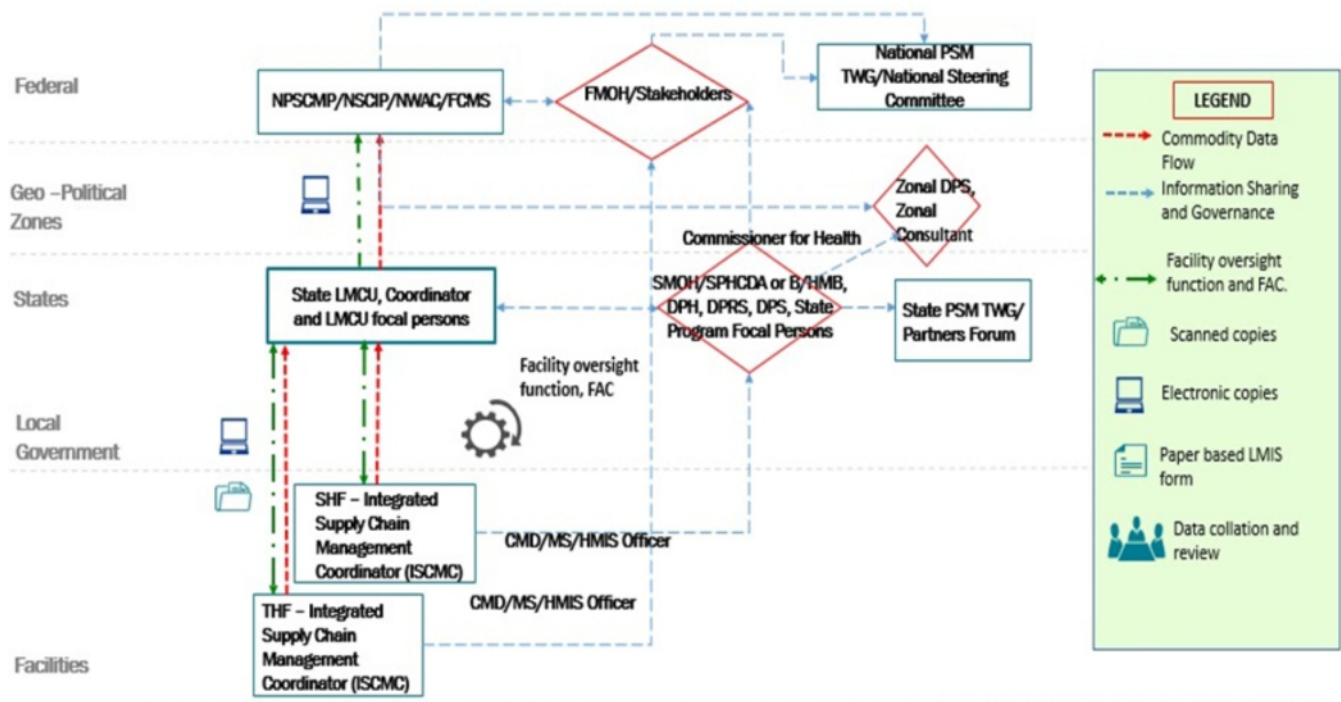 Federal
NPSCMP/NSCIP/NWAC/FCMS
FMOH/Stakeholders
National PSM
TWG/National Steering
Committee
Geo –Political
Zones
Zonal DPS,
Zonal
Consultant
Commissioner for Health
States
State LMCU, Coordinator
and LMCU focal persons
SMOH/SPHCDA or B/HMB,
DPH, DPRS, DPS, State
Program Focal Persons
State PSM TWG/
Partners Forum
Facility oversight
function, FAC
Local
Government
SHF – Integrated
Supply Chain
Management
Coordinator (ISCMC)
CMD/MS/HMIS Officer
CMD/MS/HMIS Officer
THF – Integrated
Supply Chain
Management
Coordinator (ISCMC)
Facilities
LEGEND
Commodity Data
Flow
Information Sharing
and Governance
Facility oversight
function and FAC.
Scanned copies
Electronic copies
Paper based LMIS
form
Data collation and
review